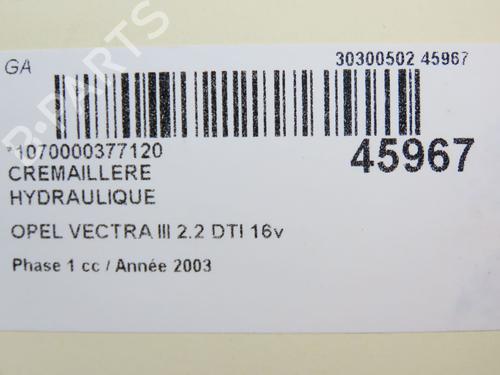 GA
30300502 45967
*1070000377120
45967
CREMAILLERE
HYDRAULIQUE
OPEL VECTRA III 2.2 DTI 16v
Phase 1 cc / Année 2003
B-PARTS